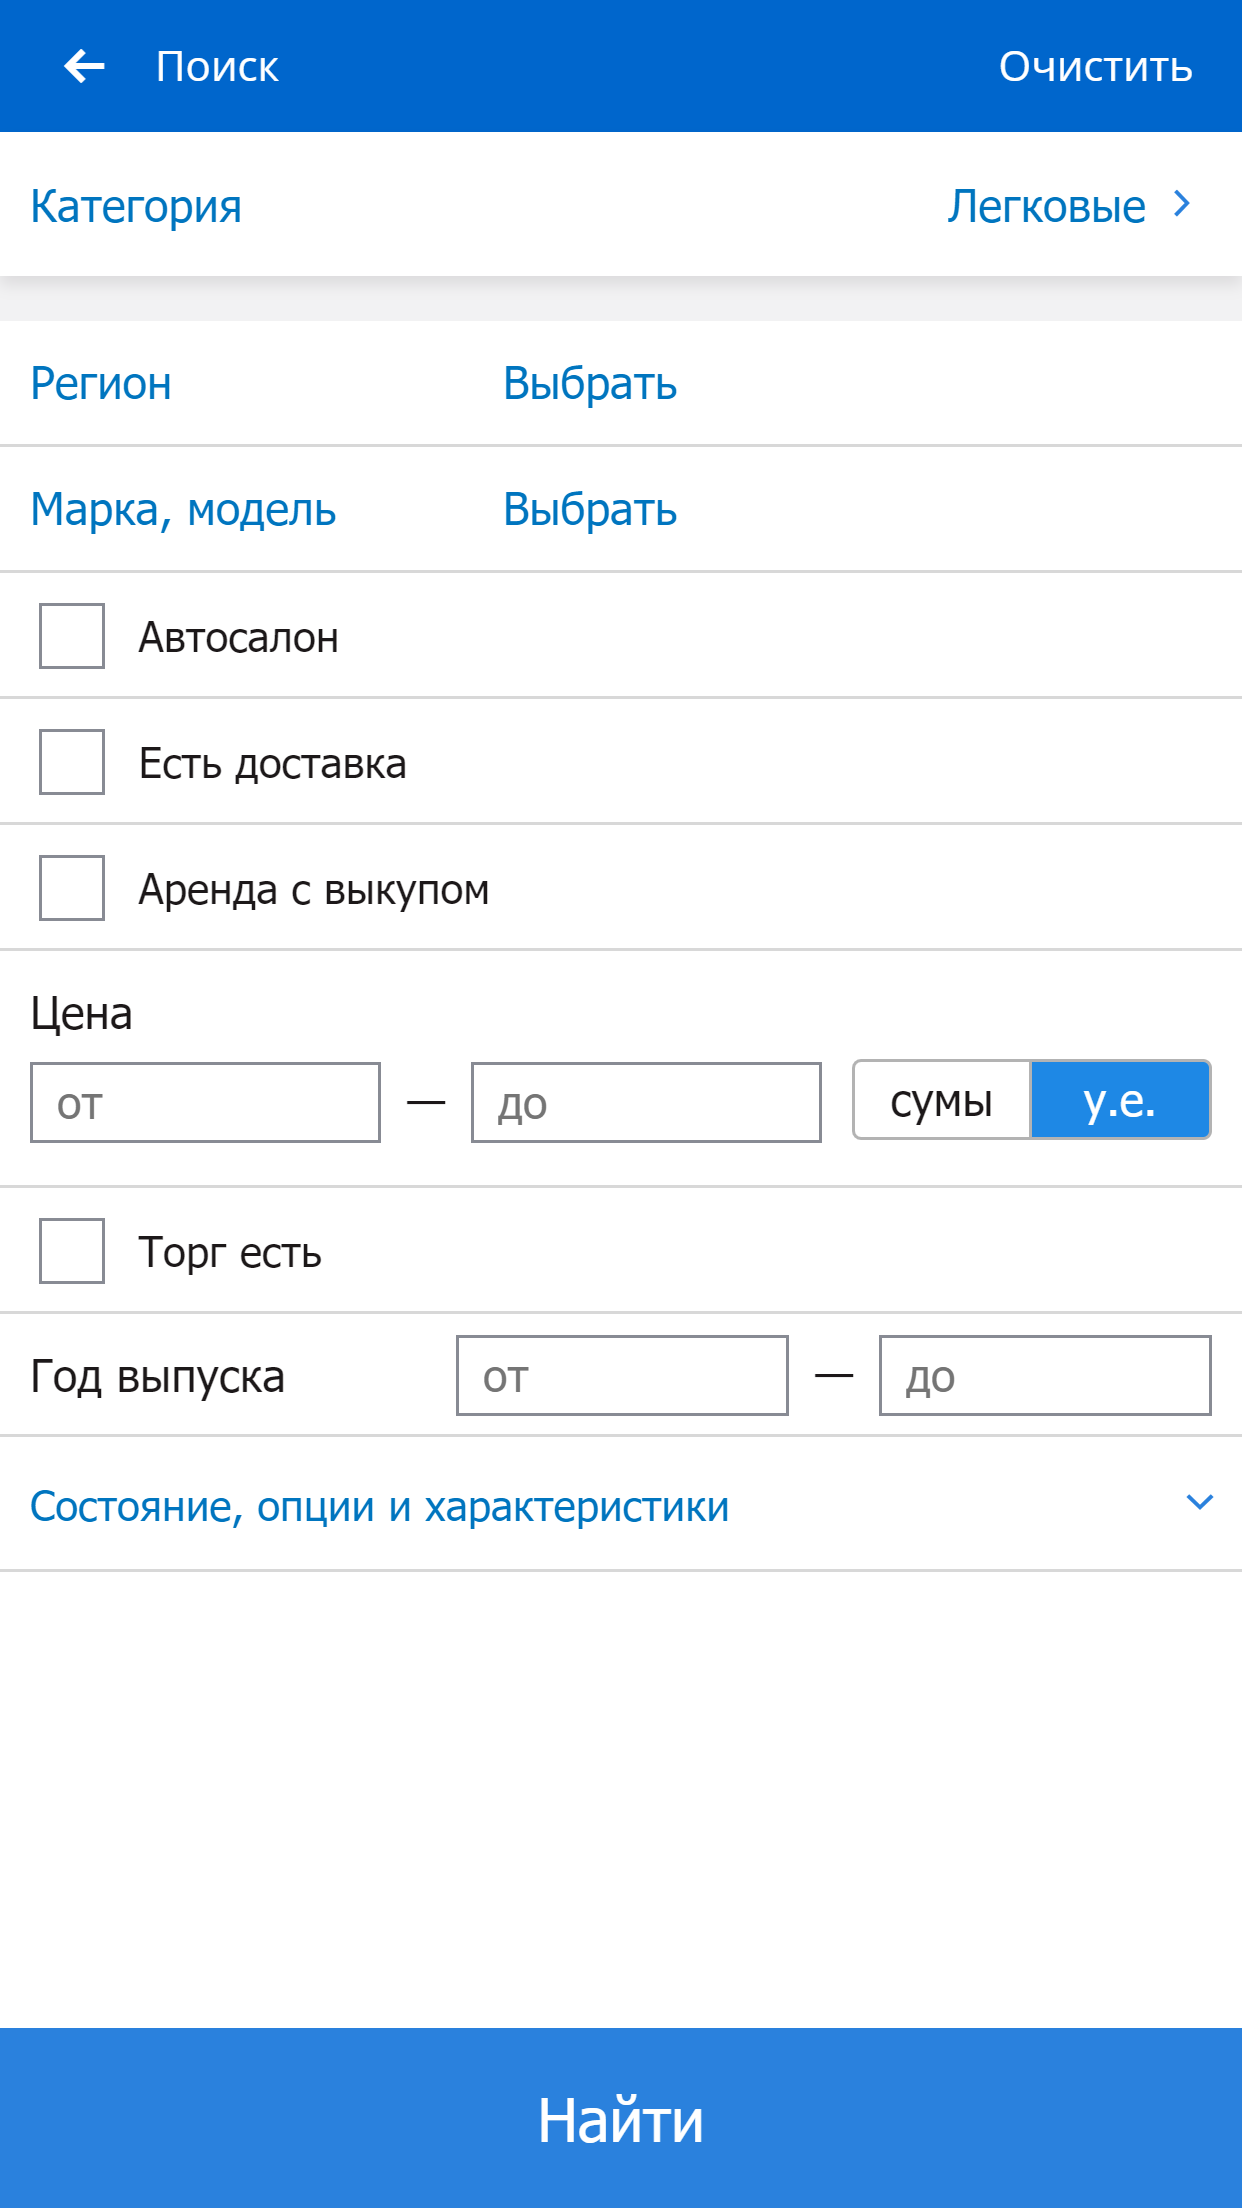 Поиск Очистить
Категория Легковые
Регион Выбрать
Марка, модель Выбрать
Автосалон
Есть доставка
Аренда с выкупом
Цена
от — до сумы у.е.
Торг есть
Год выпуска от — до
Состояние, опции и характеристики
Найти